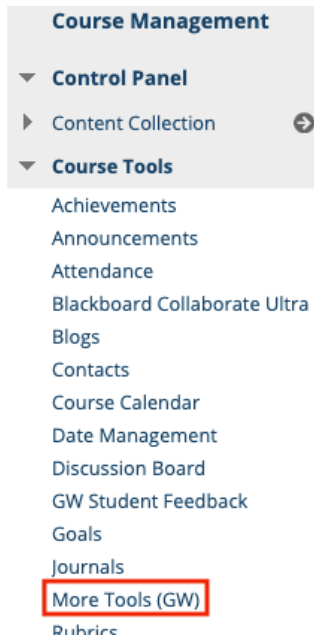 Course Management
Control Panel
Content Collection
Course Tools
Achievements
Announcements
Attendance
Blackboard Collaborate Ultra
Blogs
Contacts
Course Calendar
Date Management
Discussion Board
GW Student Feedback
Goals
Journals
More Tools (GW)
Rubrics